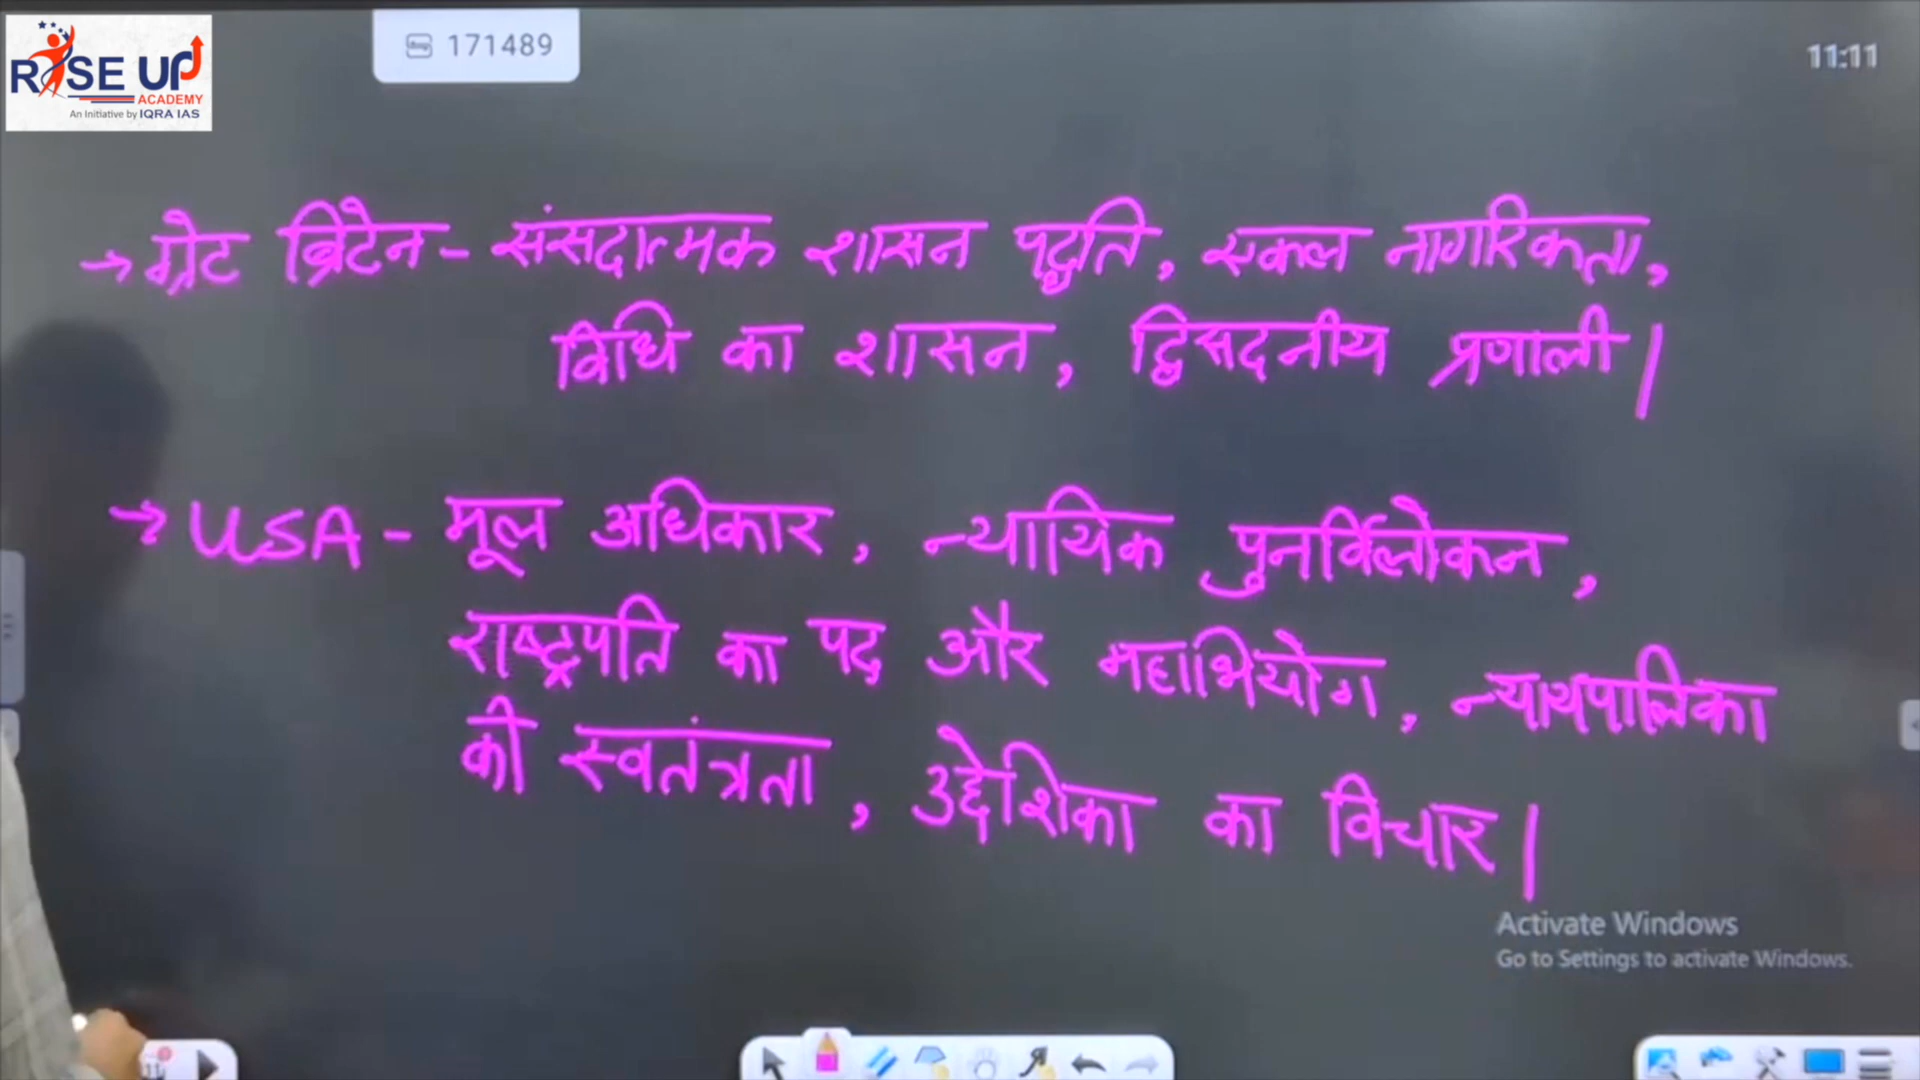 RISE UP
ACADEMY
An Initiative by IQRA IAS
171489
11:11
→ ग्रेट ब्रिटेन - संसदात्मक शासन पद्धति, एकल नागरिकता,
विधि का शासन, द्विसदनीय प्रणाली |
→ USA - मूल अधिकार, न्यायिक पुनर्विलोकन,
राष्ट्रपति का पद और महाभियोग, न्यायपालिका
की स्वतंत्रता, उद्देशिका का विचार |
Activate Windows
Go to Settings to activate Windows.